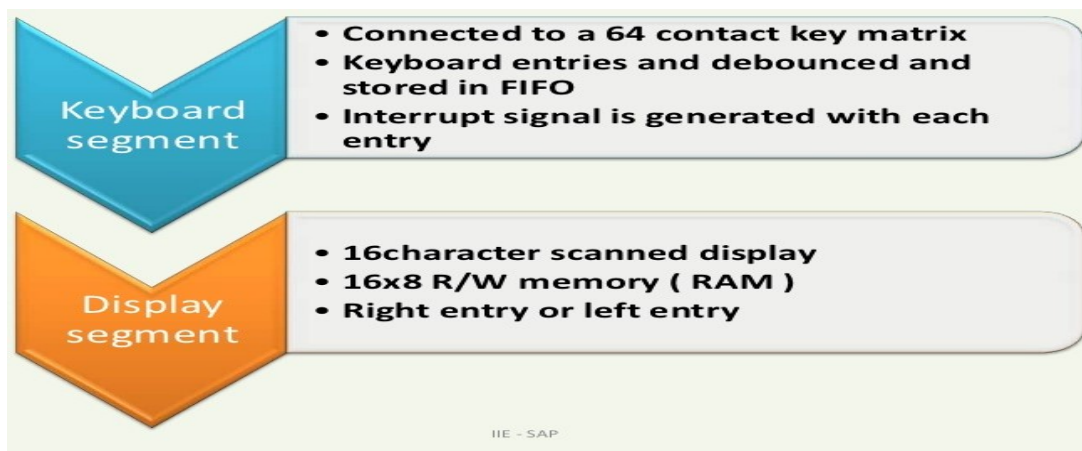 Keyboard
segment
• Connected to a 64 contact key matrix
• Keyboard entries and debounced and
stored in FIFO
• Interrupt signal is generated with each
entry
Display
segment
• 16character scanned display
• 16x8 R/W memory ( RAM )
• Right entry or left entry
IIE - SAP